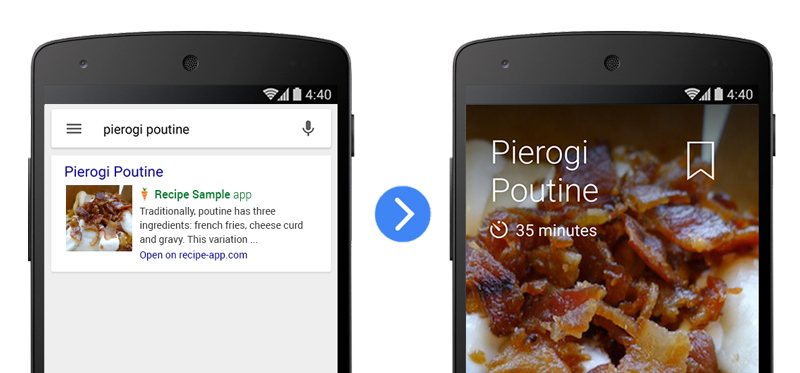 4:40
pierogi poutine
Pierogi Poutine
Recipe Sample app
Traditionally, poutine has three
ingredients: french fries, cheese curd
and gravy. This variation ...
Open on recipe-app.com
4:40
Pierogi
Poutine
35 minutes